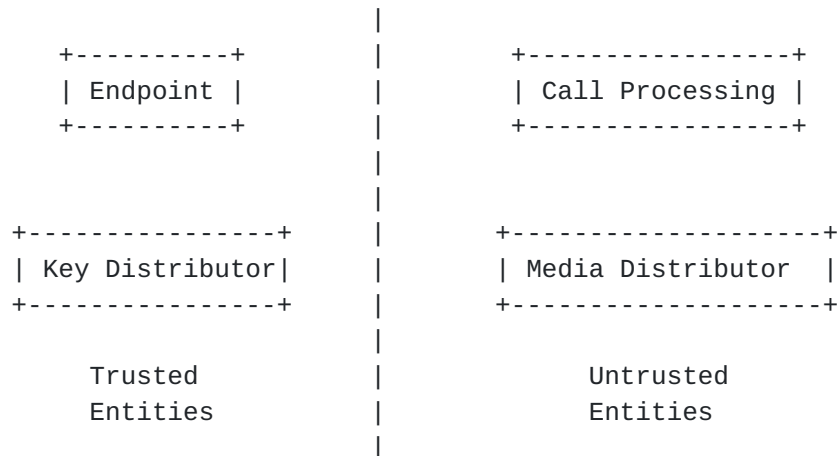 |
    +----------+         |        +-----------------+
    | Endpoint |         |        | Call Processing |
    +----------+         |        +-----------------+
                         |
                         |
+----------------+       |       +--------------------+
| Key Distributor|       |       | Media Distributor  |
+----------------+       |       +--------------------+
                         |
     Trusted             |             Untrusted
     Entities            |             Entities
                         |